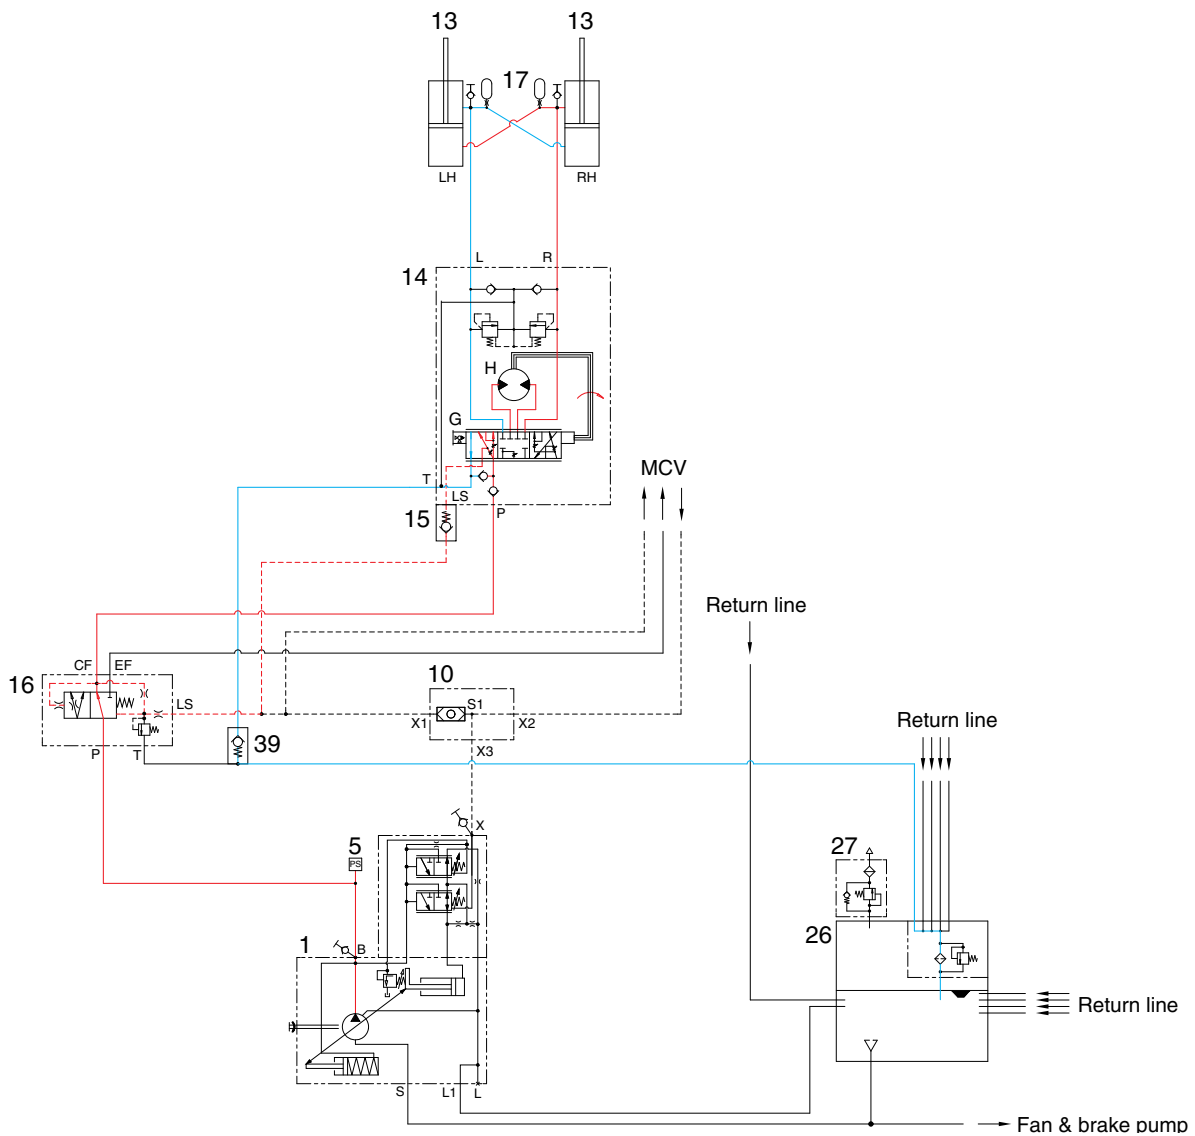 13
13
17
LH
RH
L
R
14
H
G
T
LS
P
15
MCV
Return line
CF
EF
16
10
LS
S1
X1
X2
Return line
P
T
39
X3
X
5
PS
27
26
1
B
Return line
S
L1
L
Fan & brake pump